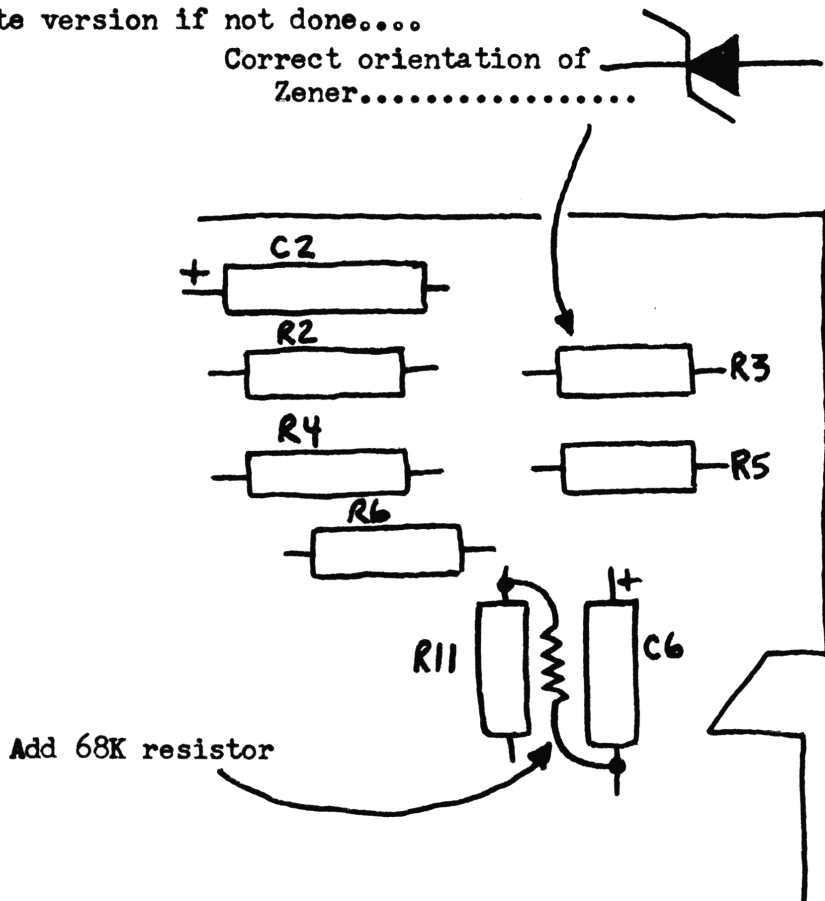 te version if not done....
Correct orientation of
Zener..................
C2
+
R2
R3
R4
R5
R6
+
R11
C6
Add 68K resistor